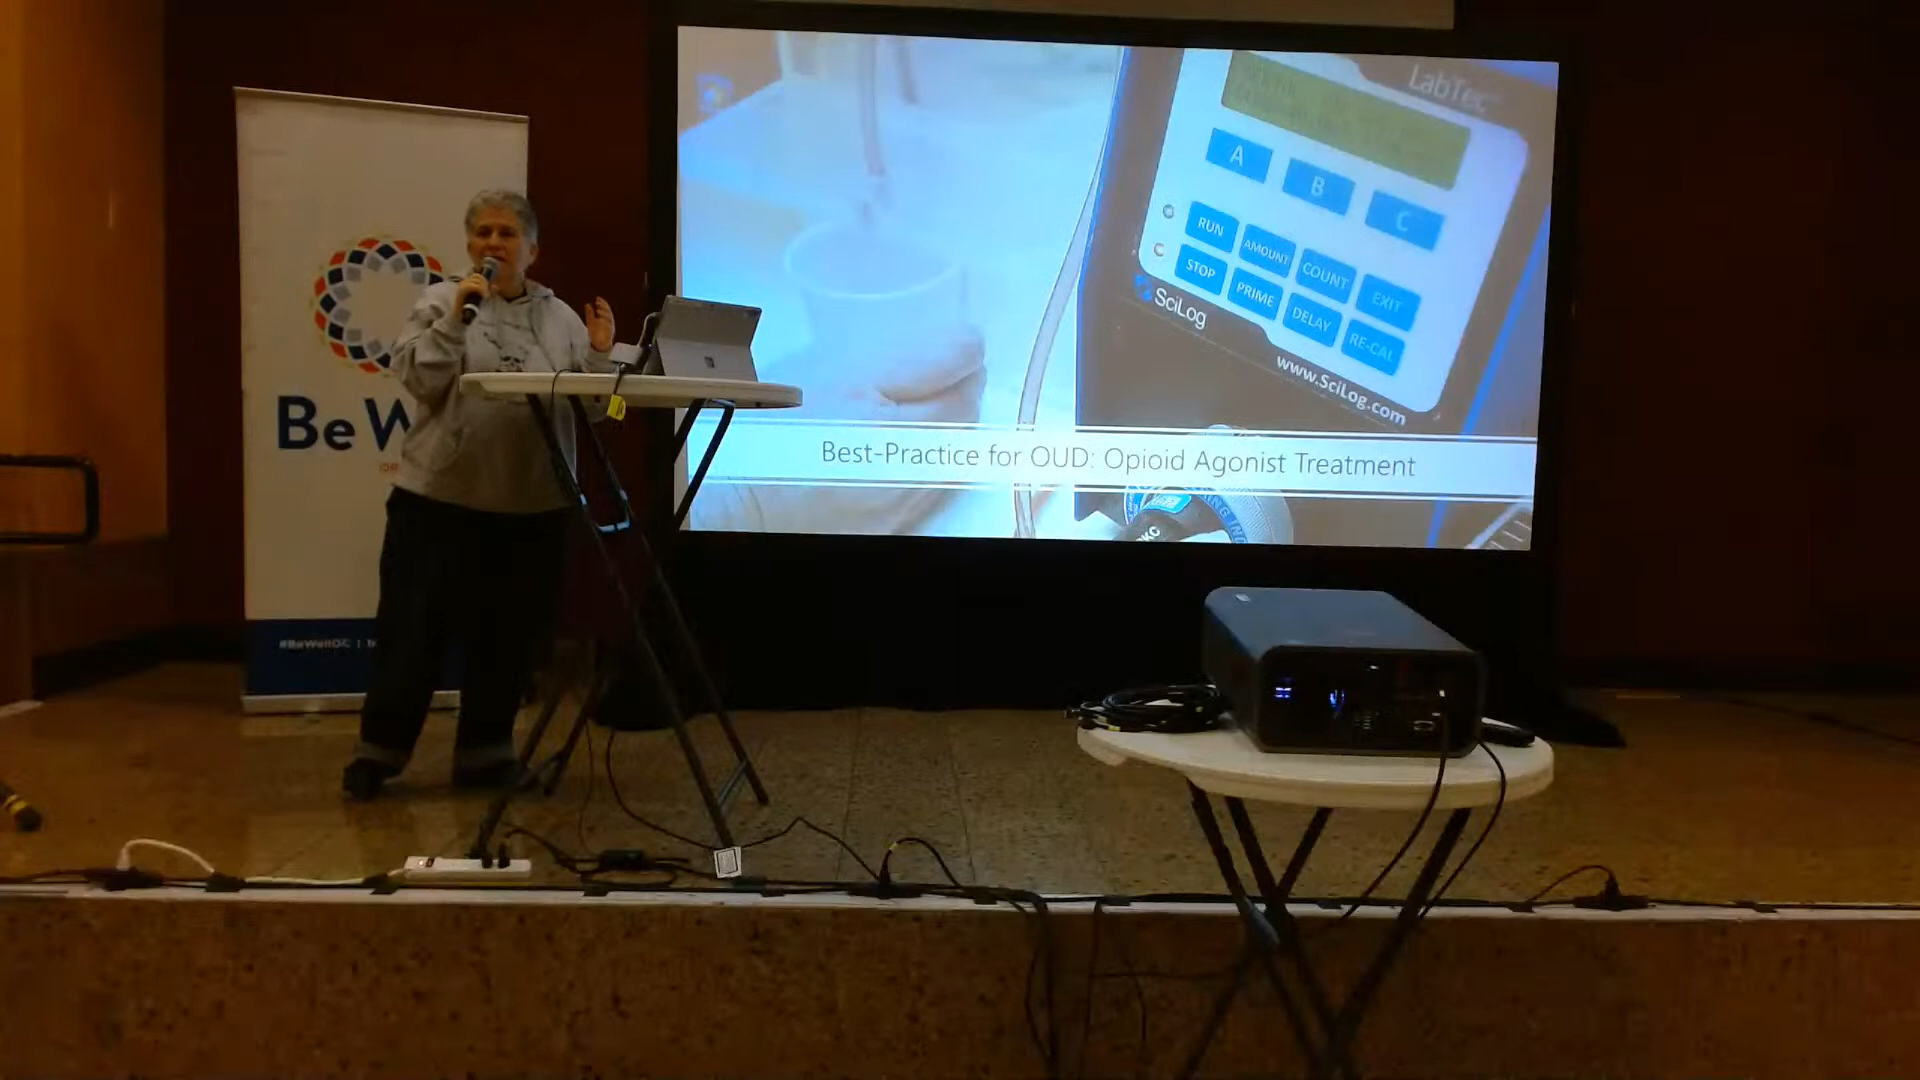 Be W
OR
#BeWellOC |
LabTec
A
B
C
RUN
AMOUNT
COUNT
EXIT
STOP
PRIME
DELAY
RE-CAL
SciLog
www.SciLog.com
Best-Practice for OUD: Opioid Agonist Treatment